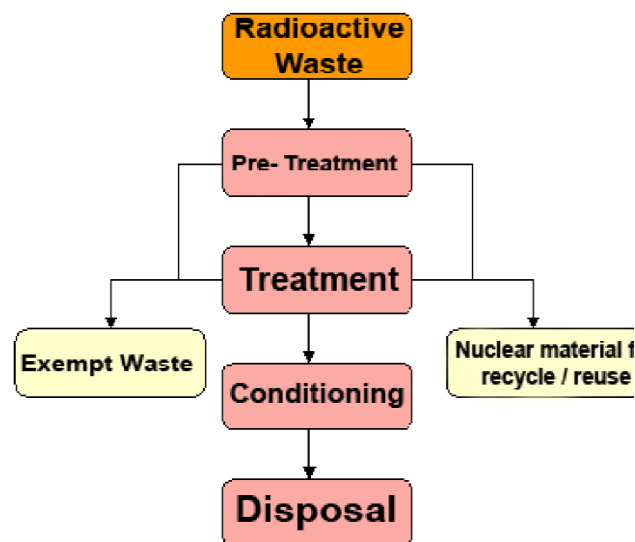 Radioactive
Waste
Pre- Treatment
Treatment
Exempt Waste
Nuclear material
recycle / reuse
Conditioning
Disposal